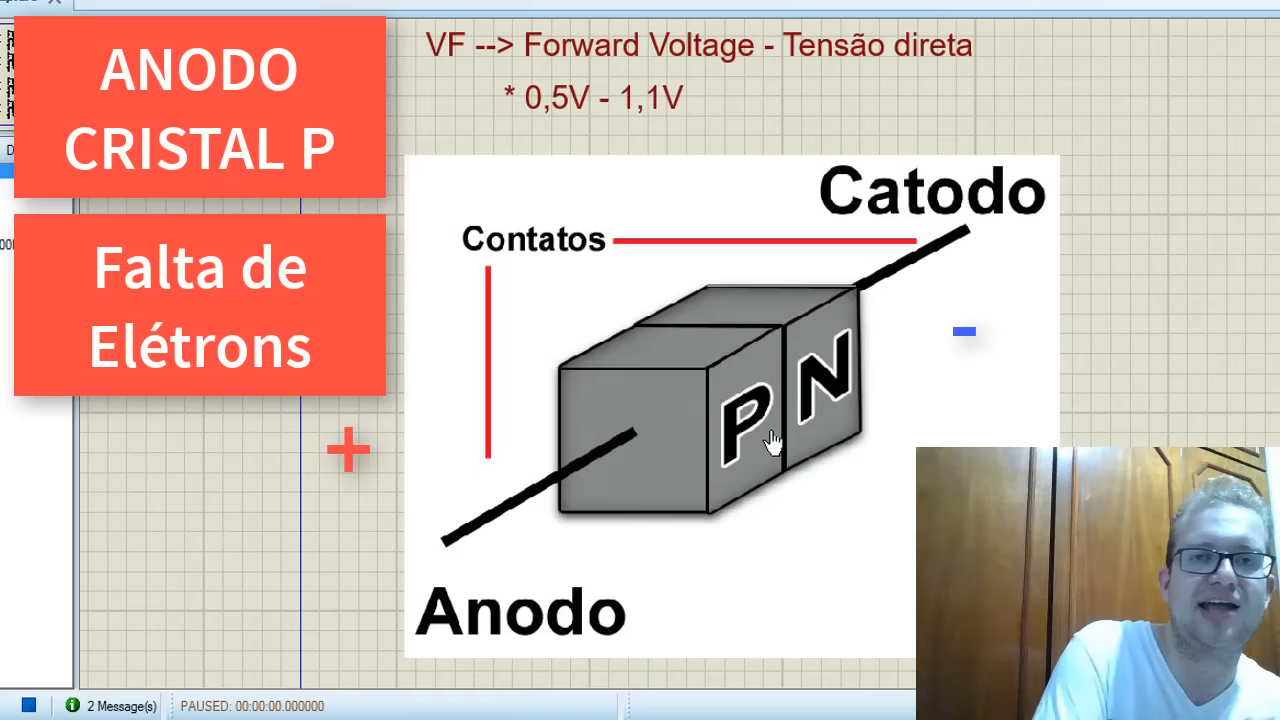 ANODO
CRISTAL P
Falta de
Elétrons
VF --> Forward Voltage - Tensão direta
* 0,5V - 1,1V
Catodo
Contatos
P N
+
-
Anodo
2 Message(s)
PAUSED: 00:00:00.000000